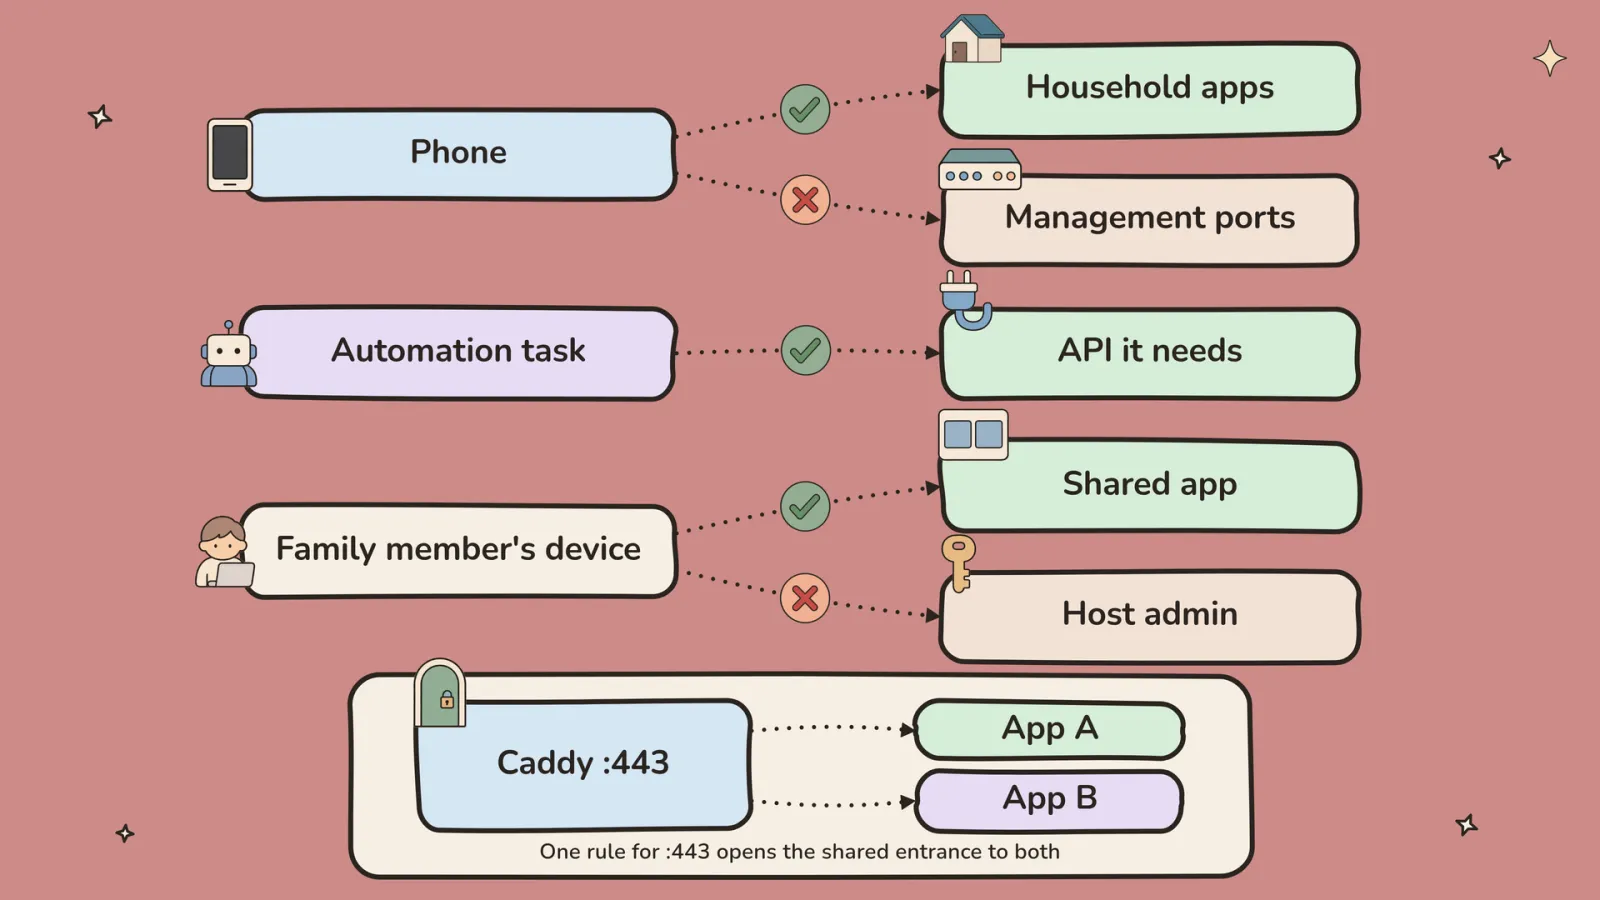 Phone
Household apps
Management ports
Automation task
API it needs
Family member's device
Shared app
Host admin
Caddy :443
App A
App B
One rule for :443 opens the shared entrance to both